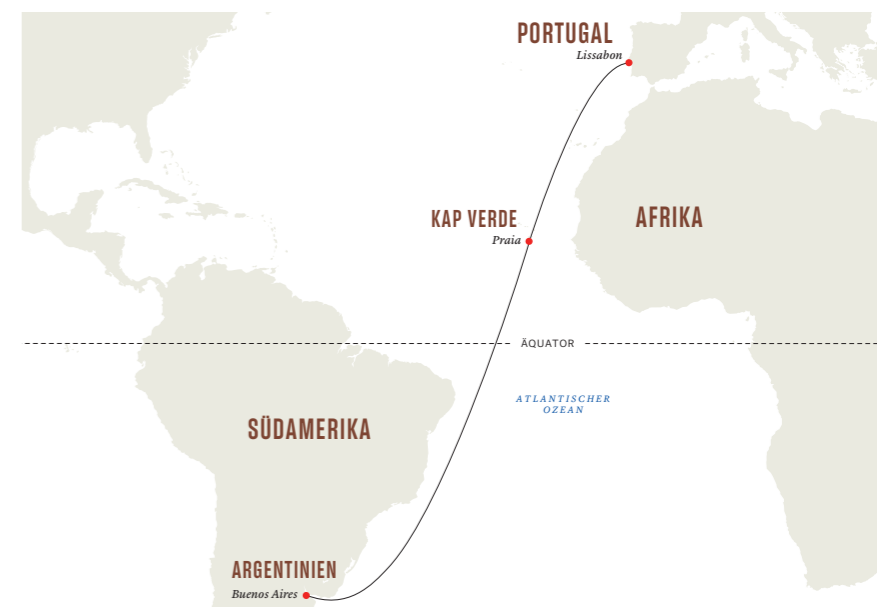 PORTUGAL
Lissabon
KAP VERDE
Praia
AFRIKA
ÄQUATOR
ATLANTISCHER
OZEAN
SÜDAMERIKA
ARGENTINIEN
Buenos Aires